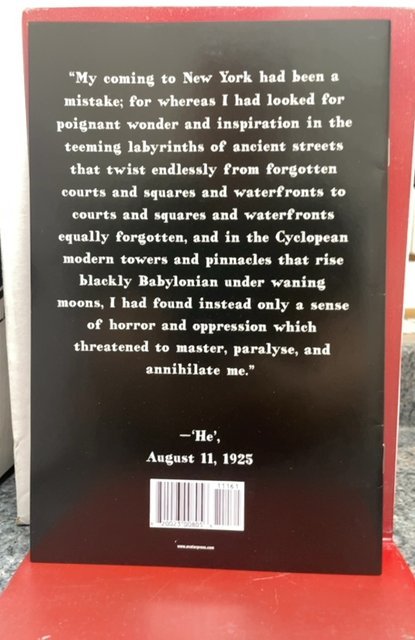 “My coming to New York had been a
mistake; for whereas I had looked for
poignant wonder and inspiration in the
teeming labyrinths of ancient streets
that twist endlessly from forgotten
courts and squares and waterfronts to
courts and squares and waterfronts
equally forgotten, and in the Cyclopean
modern towers and pinnacles that rise
blackly Babylonian under waning
moons, I had found instead only a sense
of horror and oppression which
threatened to master, paralyse, and
annihilate me.”
—‘He’,
August 11, 1925
11161
www.avatarpress.com